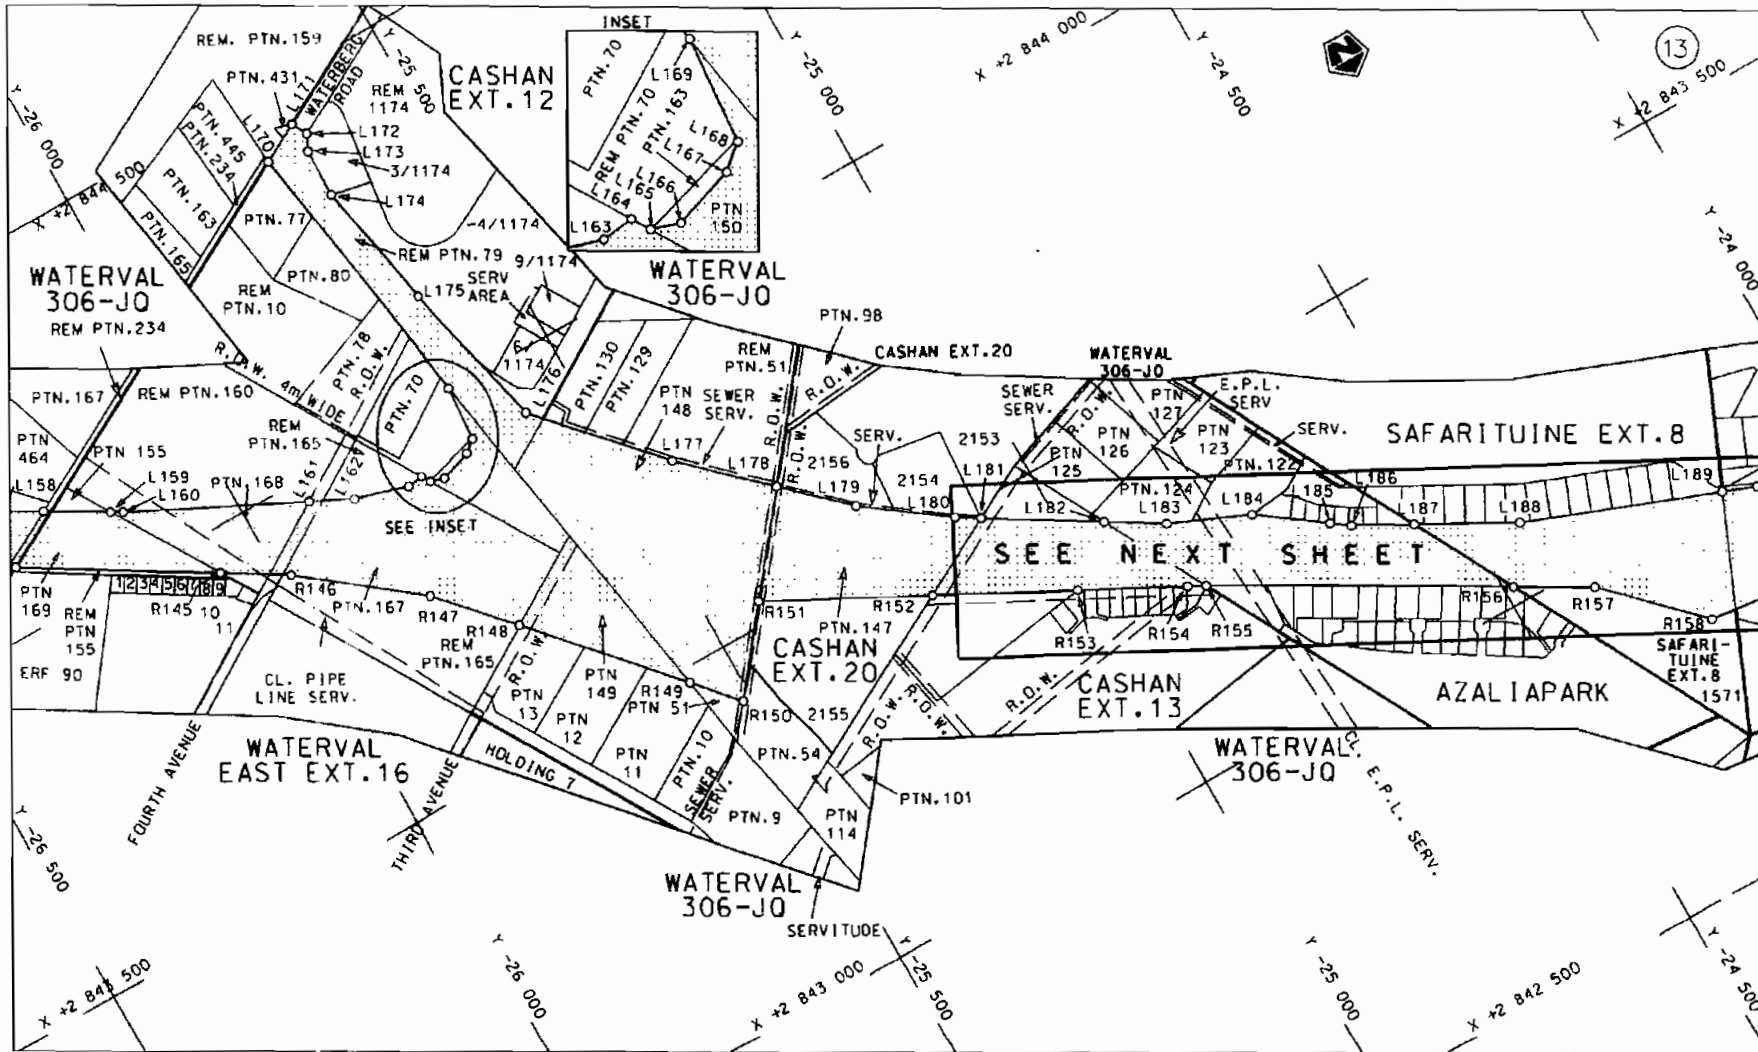 INSET
13
REM. PTN.159
PTN.431
L171
WATERBERG
ROAD
Y -25 500
CASHAN
EXT.12
REM
1174
PTN.70
L169
REM PTN.70
PTN.163
L168
L167
L166
L165
L164
L163
PTN
150
Y -25 000
X +2 844 000
Y -24 500
X +2 843 500
Y -24 000
Y -26 000
X +2 844 500
PTN.445
PTN.234
L170
L172
L173
3/1174
L174
-4/1174
PTN.163
PTN.165
PTN.77
PTN.80
REM PTN.79
9/1174
SERV
AREA
L175
6
1174
L176
WATERVAL
306-JQ
WATERVAL
306-JQ
REM PTN.234
REM
PTN.10
R.O.W. 4m WIDE
PTN.78
R.O.W.
PTN.70
PTN.130
PTN.129
REM
PTN.51
PTN
148
SEWER
SERV.
R.O.W.
R.O.W.
PTN.98
R.O.W.
CASHAN EXT.20
WATERVAL
306-JQ
SEWER
SERV.
R.O.W.
PTN
127
E.P.L.
SERV
PTN
126
PTN
123
SERV.
PTN
125
PTN.122
PTN.124
SAFARITUINE EXT.8
PTN.167
REM PTN.160
REM
PTN.165
PTN
464
PTN 155
L158
L159
L160
PTN.168
L161
L162
SEE INSET
L177
L178
2156
SERV.
2154
2153
L179
L180
L181
L182
L183
L184
L185
L186
L187
L188
L189
SEE NEXT SHEET
PTN
169
REM
PTN
155
1 2 3 4 5 6 7 8 9
10
11
R145
R146
PTN.167
R147
R148
REM
PTN.165
R.O.W.
PTN
149
R149
PTN 51
R150
R151
R152
PTN.147
CASHAN
EXT.20
R153
R154
R155
R156
R157
R158
ERF 90
CL. PIPE
LINE SERV.
PTN
13
PTN
12
PTN
11
PTN.10
SEWER
SERV.
2155
PTN.54
R.O.W.
R.O.W.
R.O.W.
CASHAN
EXT.13
AZALIAPARK
SAFARI-
TUINE
EXT.8
1571
WATERVAL
EAST EXT.16
FOURTH AVENUE
THIRD AVENUE
HOLDING 7
PTN.9
PTN
114
PTN.101
WATERVAL
306-JQ
CL. E.P.L. SERV.
WATERVAL
306-JQ
SERVITUDE
Y -26 500
X +2 843 500
Y -26 000
X +2 843 000
Y -25 500
Y -25 000
X +2 842 500
Y -24 500